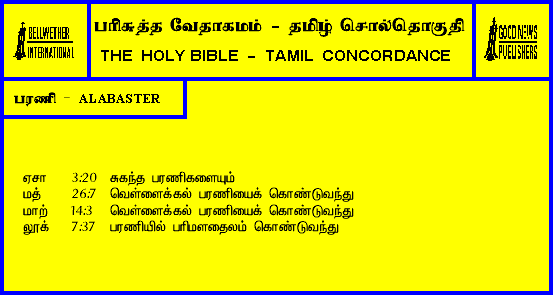 BELLWETHER
INTERNATIONAL
பரிசுத்த வேதாகமம் - தமிழ் சொல்தொகுதி
THE HOLY BIBLE - TAMIL CONCORDANCE
GOOD NEWS
PUBLISHERS
பரணி - ALABASTER
ஏசா 3:20 சுகந்த பரணிகளையும்
மத் 26:7 வெள்ளைக்கல் பரணியைக் கொண்டுவந்து
மாற் 14:3 வெள்ளைக்கல் பரணியைக் கொண்டுவந்து
லூக் 7:37 பரணியில் பரிமளதைலம் கொண்டுவந்து